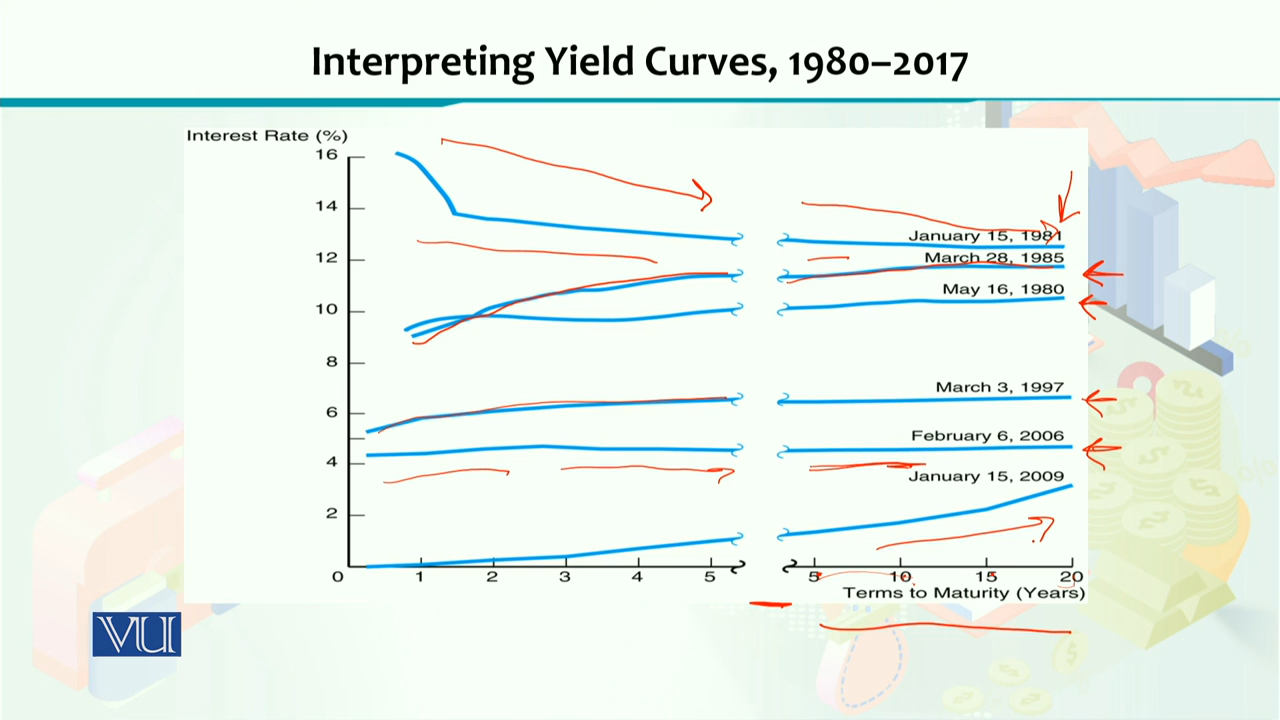 Interpreting Yield Curves, 1980–2017
Interest Rate (%)
16
14
12
10
8
6
4
2
0
January 15, 1981
March 28, 1985
May 16, 1980
March 3, 1997
February 6, 2006
January 15, 2009
1 2 3 4 5 5 10 15 20
Terms to Maturity (Years)
VU